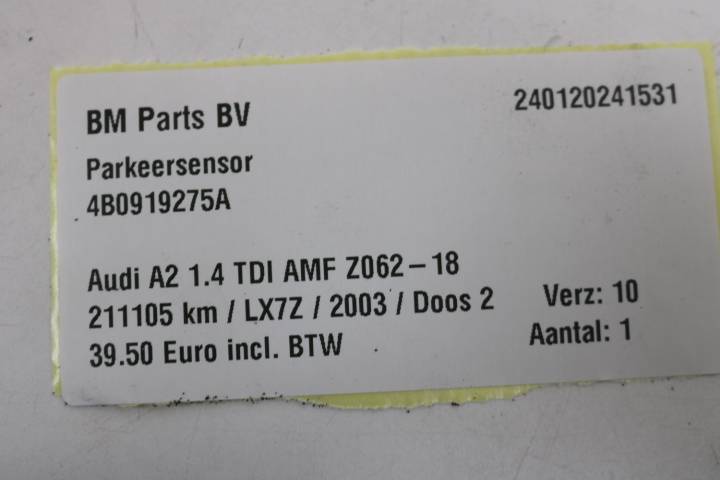 BM Parts BV
240120241531
Parkeersensor
4B0919275A
Audi A2 1.4 TDI AMF Z062-18
211105 km / LX7Z / 2003 / Doos 2
Verz: 10
39.50 Euro incl. BTW
Aantal: 1